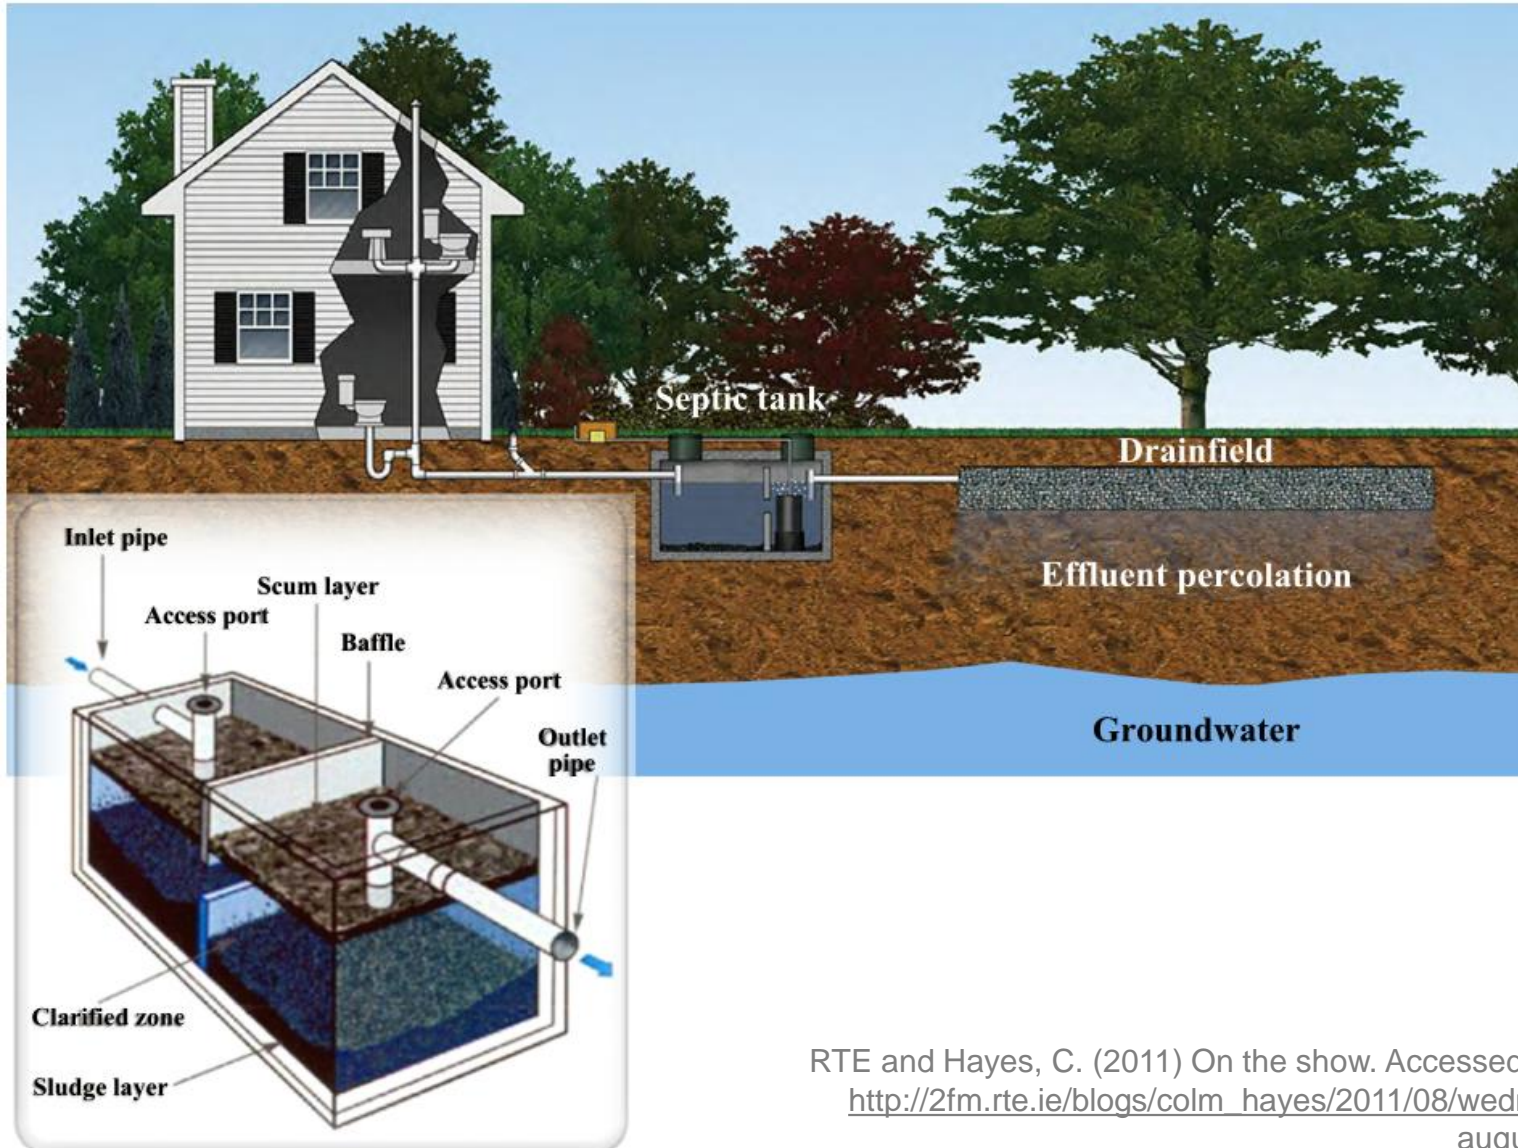 Septic tank
Drainfield
Effluent percolation
Groundwater
Inlet pipe
Scum layer
Access port
Baffle
Access port
Outlet
pipe
Clarified zone
Sludge layer
RTE and Hayes, C. (2011) On the show. Accessed
http://2fm.rte.ie/blogs/colm_hayes/2011/08/wed
augu